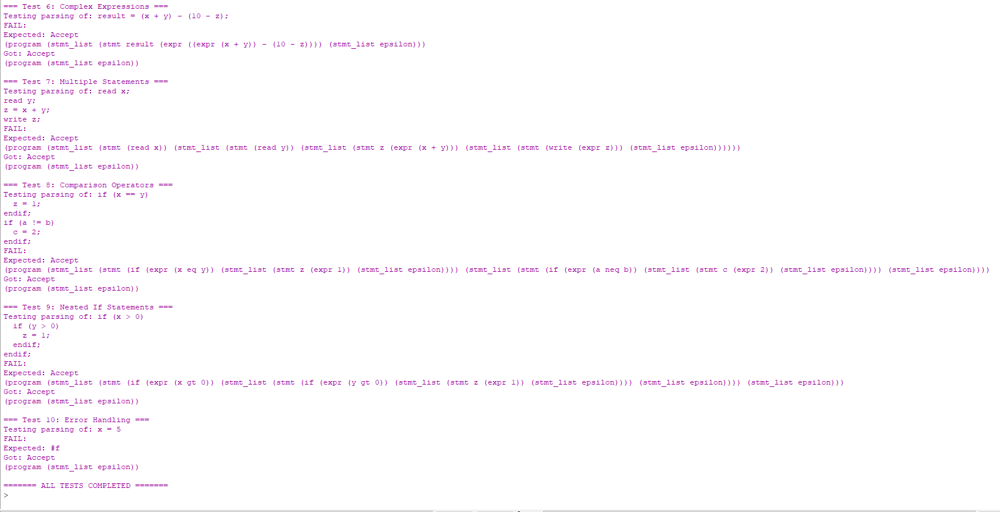 === Test 6: Complex Expressions ===
Testing parsing of: result = (x + y) - (10 - z);
FAIL:
Expected: Accept
(program (stmt_list (stmt result (expr ((expr (x + y)) - (10 - z)))) (stmt_list epsilon)))
Got: Accept
(program (stmt_list epsilon))

=== Test 7: Multiple Statements ===
Testing parsing of: read x;
read y;
z = x + y;
write z;
FAIL:
Expected: Accept
(program (stmt_list (stmt (read x)) (stmt_list (stmt (read y)) (stmt_list (stmt z (expr (x + y))) (stmt_list (stmt (write (expr z))) (stmt_list epsilon))))))
Got: Accept
(program (stmt_list epsilon))

=== Test 8: Comparison Operators ===
Testing parsing of: if (x == y)
  z = 1;
endif;
if (a != b)
  c = 2;
endif;
FAIL:
Expected: Accept
(program (stmt_list (stmt (if (expr (x eq y)) (stmt_list (stmt z (expr 1)) (stmt_list epsilon)))) (stmt_list (stmt (if (expr (a neq b)) (stmt_list (stmt c (expr 2)) (stmt_list epsilon)))) (stmt_list epsilon))))
Got: Accept
(program (stmt_list epsilon))

=== Test 9: Nested If Statements ===
Testing parsing of: if (x > 0)
  if (y > 0)
    z = 1;
  endif;
endif;
FAIL:
Expected: Accept
(program (stmt_list (stmt (if (expr (x gt 0)) (stmt_list (stmt (if (expr (y gt 0)) (stmt_list (stmt z (expr 1)) (stmt_list epsilon)))) (stmt_list epsilon)))) (stmt_list epsilon)))
Got: Accept
(program (stmt_list epsilon))

=== Test 10: Error Handling ===
Testing parsing of: x = 5
FAIL:
Expected: #f
Got: Accept
(program (stmt_list epsilon))

======= ALL TESTS COMPLETED =======
>